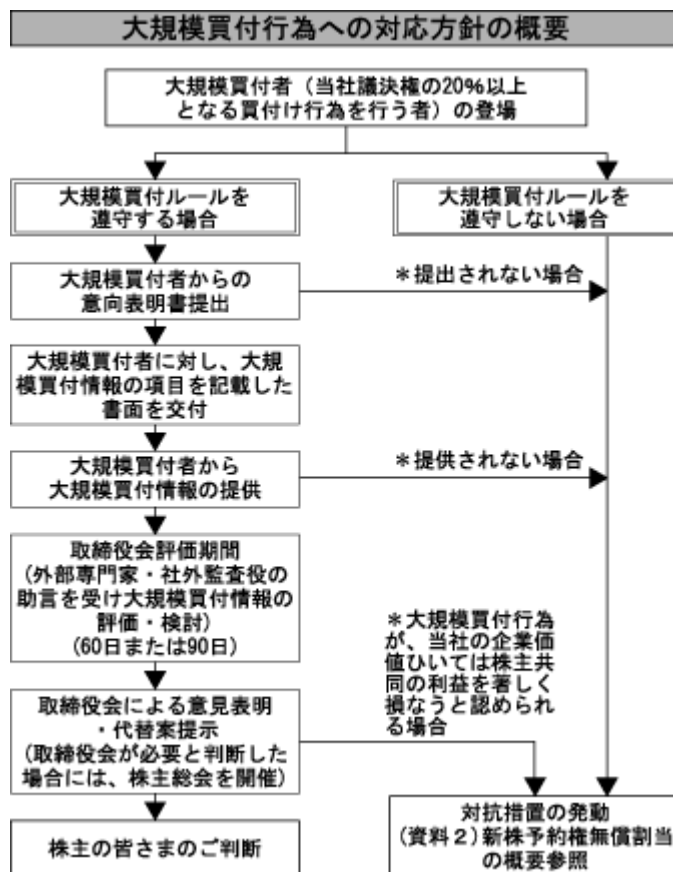 大規模買付行為への対応方針の概要
大規模買付者（当社議決権の20%以上
となる買付け行為を行う者）の登場
大規模買付ルールを
遵守する場合
大規模買付ルールを
遵守しない場合
大規模買付者からの
意向表明書提出
＊提出されない場合
大規模買付者に対し、大規
模買付情報の項目を記載した
書面を交付
大規模買付者から
大規模買付情報の提供
＊提供されない場合
取締役会評価期間
(外部専門家・社外監査役の
助言を受け大規模買付情報の
評価・検討)
(60日または90日)
＊大規模買付行為
が、当社の企業価
値ひいては株主共
同の利益を著しく
損なうと認められ
る場合
取締役会による意見表明
・代替案提示
(取締役会が必要と判断した
場合には、株主総会を開催)
株主の皆さまのご判断
対抗措置の発動
(資料２)新株予約権無償割当
の概要参照